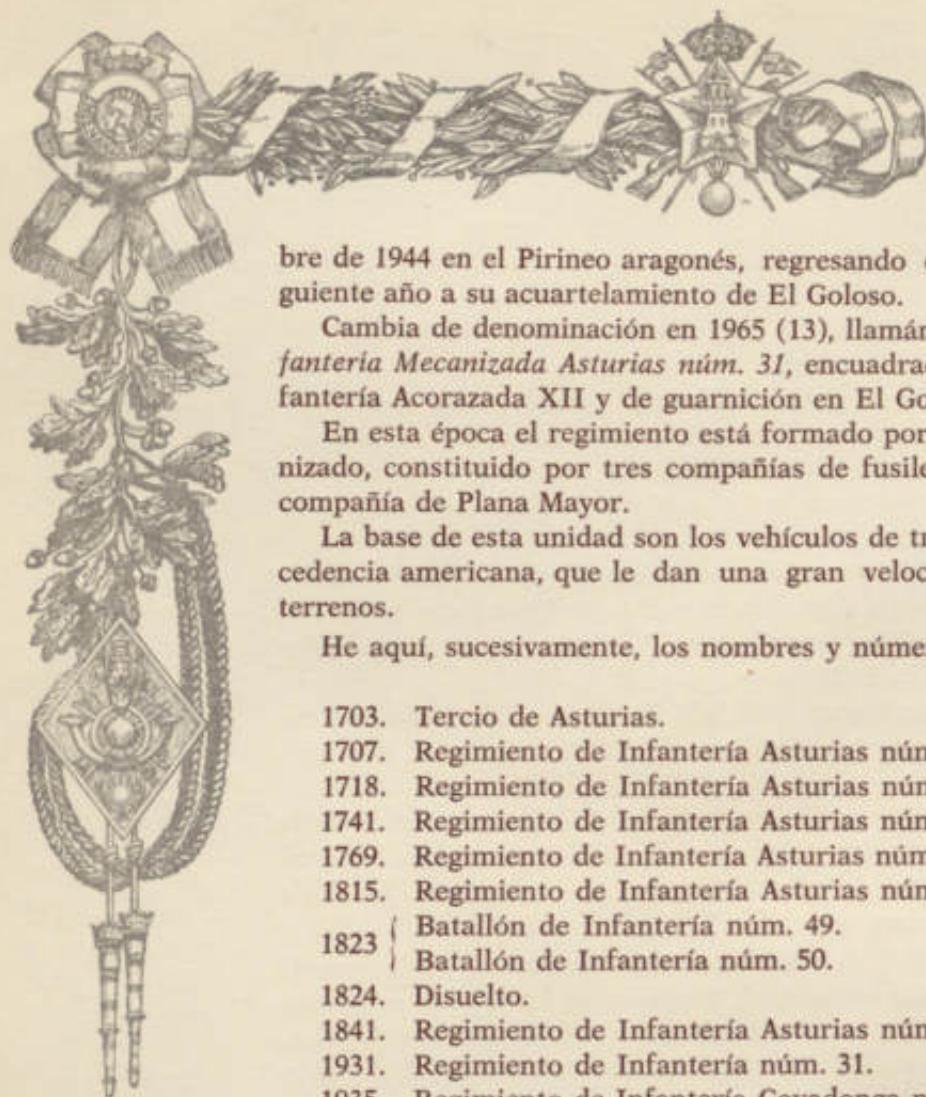 bre de 1944 en el Pirineo aragonés, regresando
guiente año a su acuartelamiento de El Goloso.
Cambia de denominación en 1965 (13), llamán
fantería Mecanizada Asturias núm. 31, encuadra
fantería Acorazada XII y de guarnición en El Go
En esta época el regimiento está formado por
nizado, constituido por tres compañías de fusile
compañía de Plana Mayor.
La base de esta unidad son los vehículos de tr
cedencia americana, que le dan una gran veloc
terrenos.
He aquí, sucesivamente, los nombres y núme
1703. Tercio de Asturias.
1707. Regimiento de Infantería Asturias núm
1718. Regimiento de Infantería Asturias núm
1741. Regimiento de Infantería Asturias núm
1769. Regimiento de Infantería Asturias núm
1815. Regimiento de Infantería Asturias núm
1823 { Batallón de Infantería núm. 49.
Batallón de Infantería núm. 50.
1824. Disuelto.
1841. Regimiento de Infantería Asturias núm
1931. Regimiento de Infantería núm. 31.
1935. Regimiento de Infantería Covadonga n